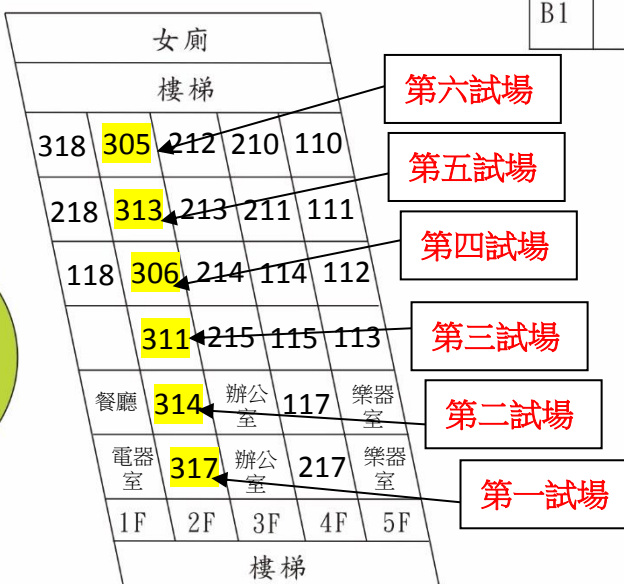 B1
女廁
樓梯
第六試場
318 305 212 210 110
第五試場
218 313 213 211 111
第四試場
118 306 214 114 112
311 215 115 113
第三試場
餐廳 314 辦公室 117 樂器室
第二試場
電器室 317 辦公室 217 樂器室
第一試場
1F 2F 3F 4F 5F
樓梯